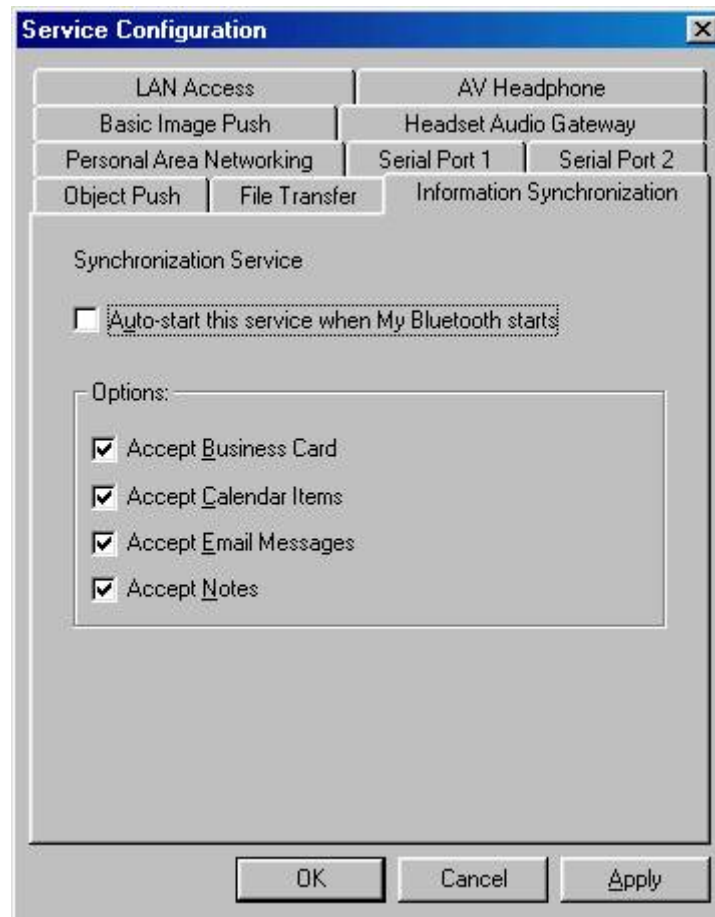 Service Configuration
LAN Access AV Headphone
Basic Image Push Headset Audio Gateway
Personal Area Networking Serial Port 1 Serial Port 2
Object Push File Transfer Information Synchronization
Synchronization Service
Auto-start this service when My Bluetooth starts
Options:
Accept Business Card
Accept Calendar Items
Accept Email Messages
Accept Notes
OK Cancel Apply